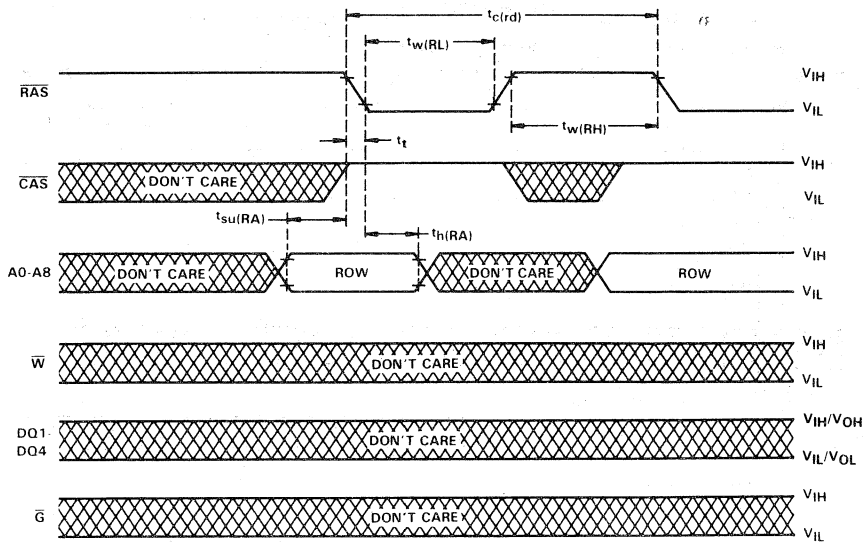 tc(rd)
tw(RL)
RAS
VIH
VIL
tw(RH)
tt
CAS
DON'T CARE
VIH
VIL
tsu(RA)
th(RA)
A0-A8
DON'T CARE
ROW
DON'T CARE
ROW
VIH
VIL
W
DON'T CARE
VIH
VIL
DQ1-
DQ4
DON'T CARE
VIH/VOH
VIL/VOL
G
DON'T CARE
VIH
VIL